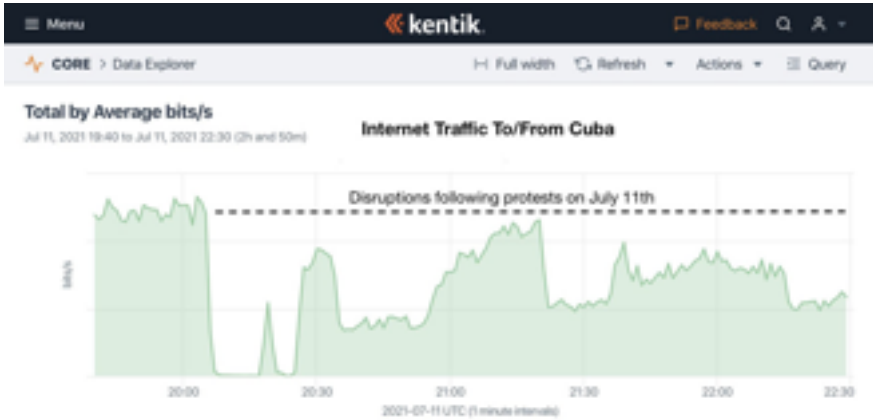 Menu
kentik.
Feedback
CORE > Data Explorer
Full width
Refresh
Actions
Query
Total by Average bits/s
Jul 11, 2021 19:40 to Jul 11, 2021 22:30 (2h and 50m)
Internet Traffic To/From Cuba
Disruptions following protests on July 11th
bits/s
20:00
20:30
21:00
21:30
22:00
22:30
2021-07-11 UTC (1 minute intervals)